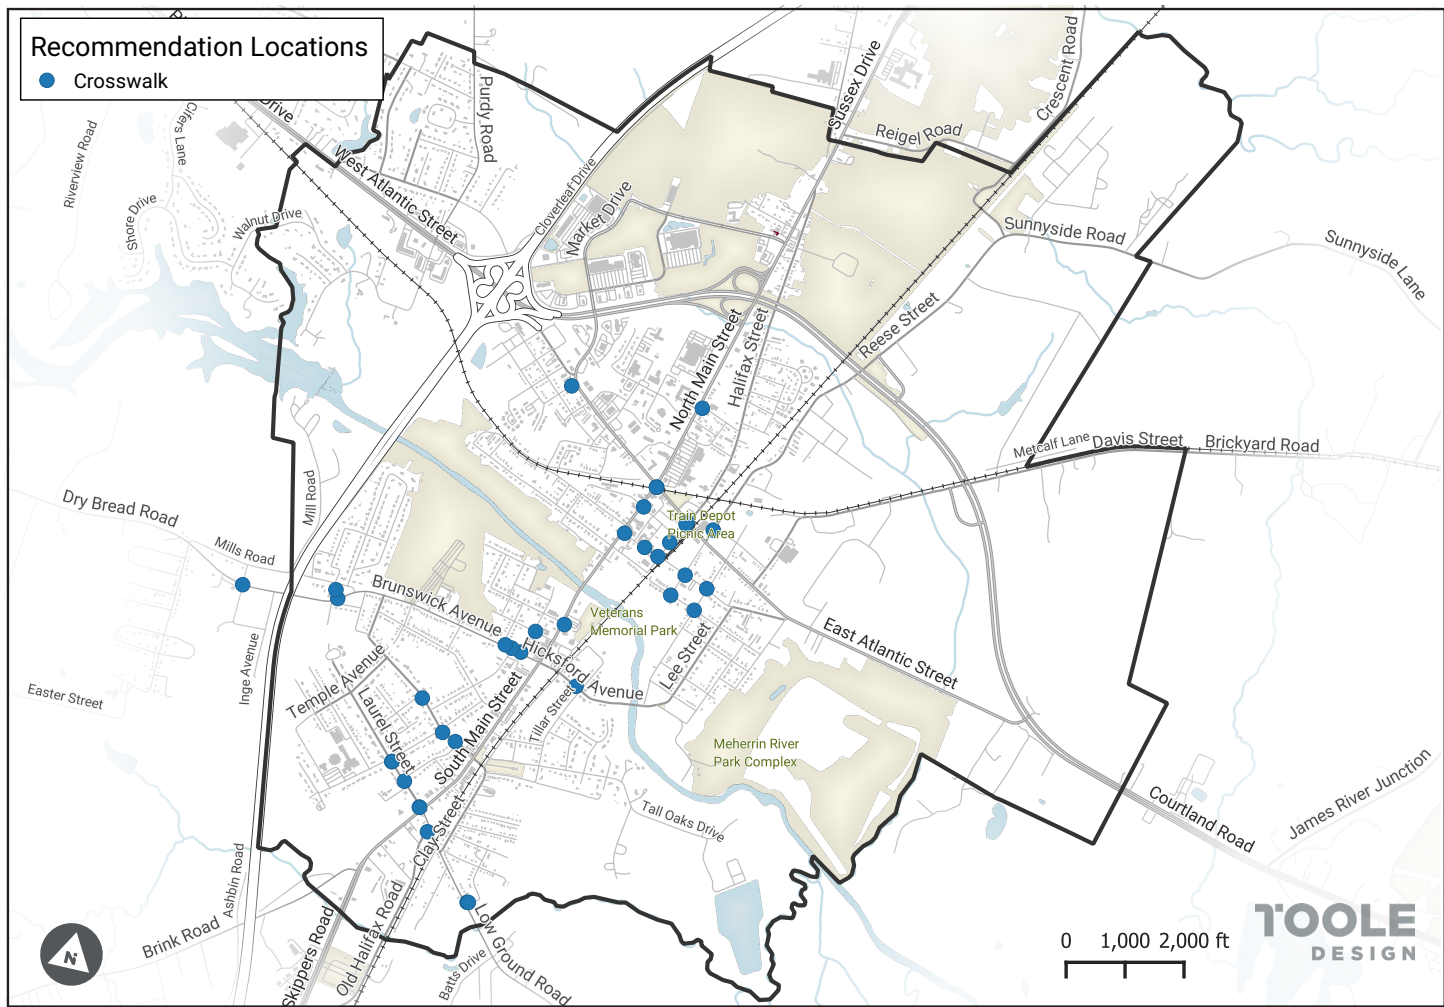 Recommendation Locations
Crosswalk
Drive
Cifers Lane
Riverview Road
Shore Drive
Walnut Drive
West Atlantic Street
Purdy Road
Cloverleaf Drive
Market Drive
Sussex Drive
Reigel Road
Crescent Road
Sunnyside Road
Sunnyside Lane
Reese Street
North Main Street
Halifax Street
Metcalf Lane
Davis Street
Brickyard Road
Dry Bread Road
Mill Road
Mills Road
Train Depot
Picnic Area
Brunswick Avenue
Veterans
Memorial Park
Hicksford Avenue
Lee Street
East Atlantic Street
Inge Avenue
Easter Street
Temple Avenue
Laurel Street
South Main Street
Tillar Street
Meherrin River
Park Complex
Tall Oaks Drive
Clay Street
Courtland Road
James River Junction
Ashbin Road
Brink Road
Skippers Road
Old Halifax Road
Low Ground Road
Batts Drive
N
0 1,000 2,000 ft
TOOLE
DESIGN